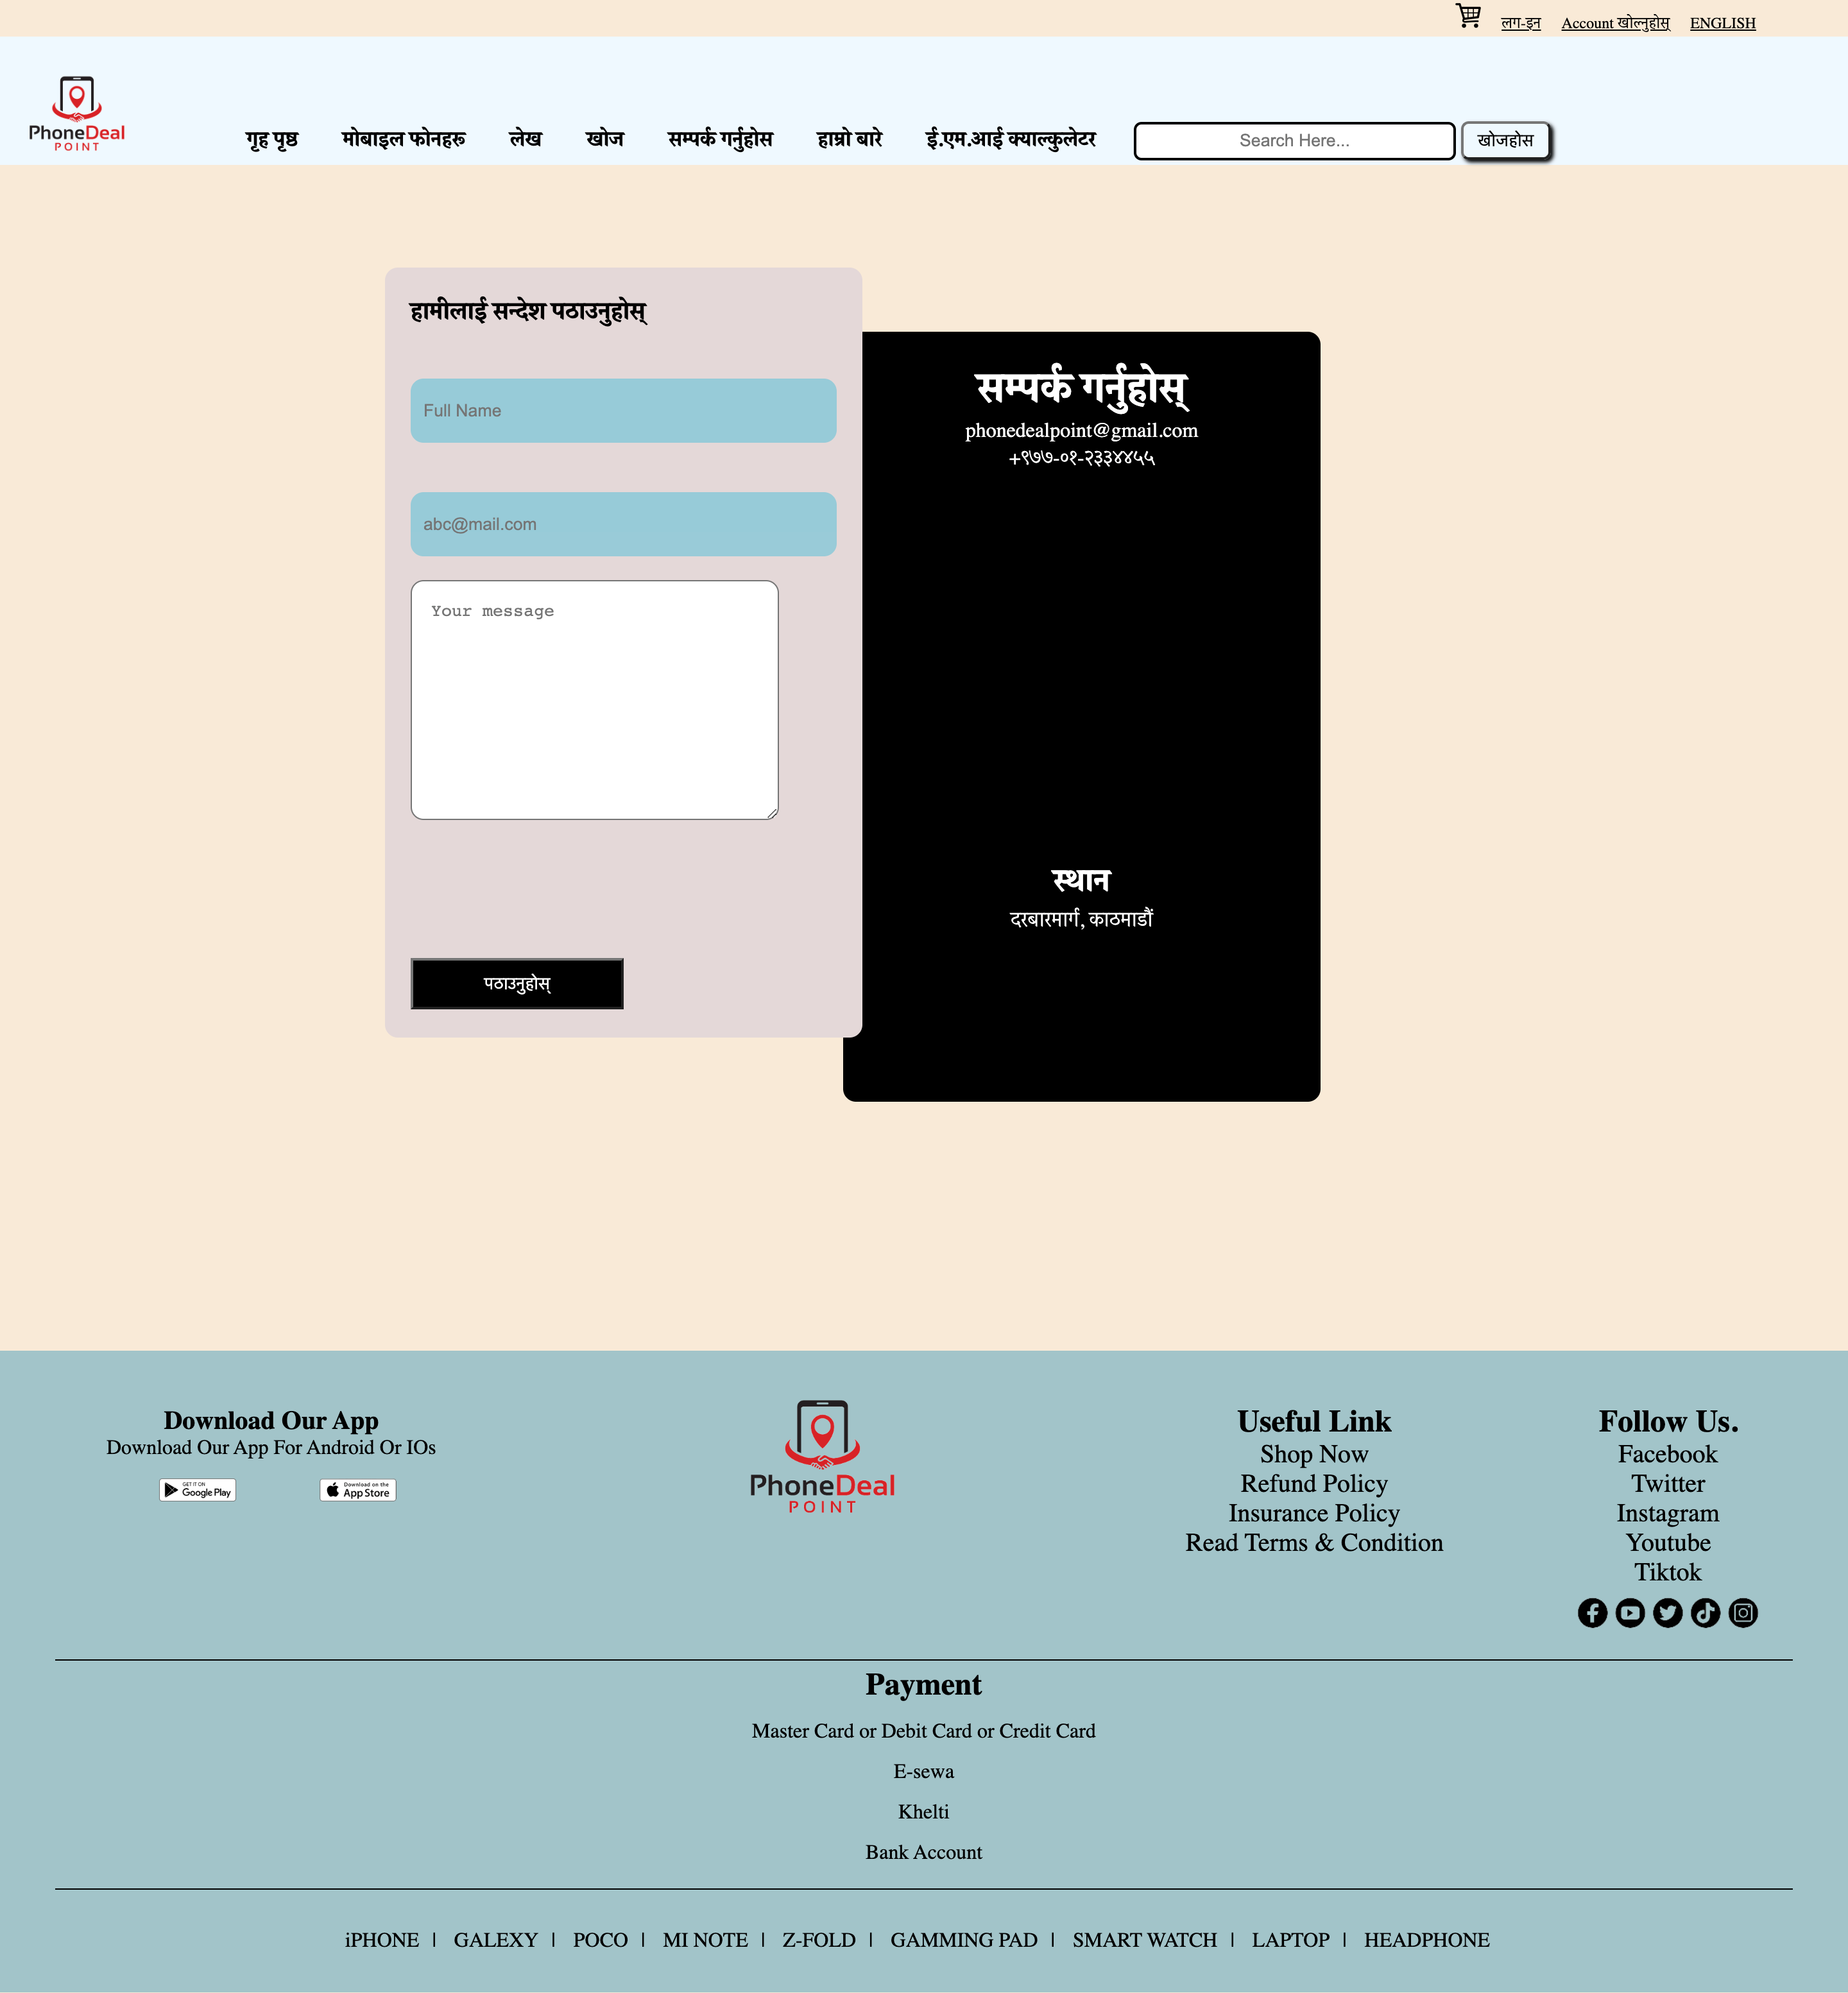 लग-इन Account खोल्नुहोस् ENGLISH
PhoneDeal
POINT
गृह पृष्ठ मोबाइल फोनहरू लेख खोज सम्पर्क गर्नुहोस हाम्रो बारे ई.एम.आई क्याल्कुलेटर Search Here... खोजहोस
हामीलाई सन्देश पठाउनुहोस्
Full Name
abc@mail.com
Your message
पठाउनुहोस्
सम्पर्क गर्नुहोस्
phonedealpoint@gmail.com
+९७७-०१-२३३४४५५
स्थान
दरबारमार्ग, काठमाडौं
Download Our App
Download Our App For Android Or IOs
GET IT ON
Google Play
Download on the
App Store
PhoneDeal
POINT
Useful Link
Shop Now
Refund Policy
Insurance Policy
Read Terms & Condition
Follow Us.
Facebook
Twitter
Instagram
Youtube
Tiktok
Payment
Master Card or Debit Card or Credit Card
E-sewa
Khelti
Bank Account
iPHONE | GALEXY | POCO | MI NOTE | Z-FOLD | GAMMING PAD | SMART WATCH | LAPTOP | HEADPHONE